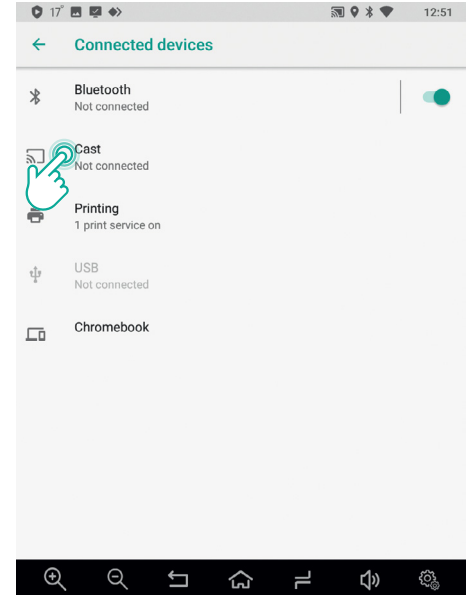 17° 12:51
Connected devices
Bluetooth
Not connected
Cast
Not connected
Printing
1 print service on
USB
Not connected
Chromebook